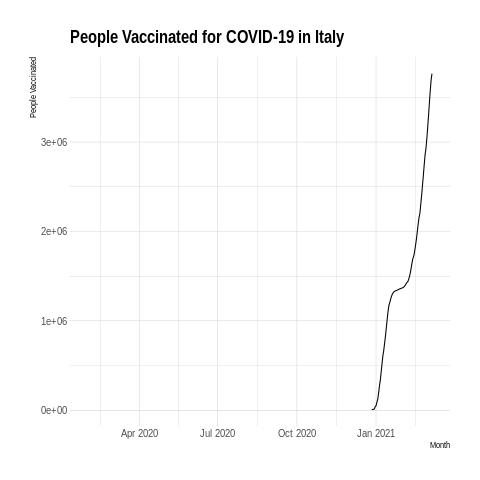 People Vaccinated for COVID-19 in Italy
People Vaccinated
3e+06
2e+06
1e+06
0e+00
Apr 2020 Jul 2020 Oct 2020 Jan 2021
Month